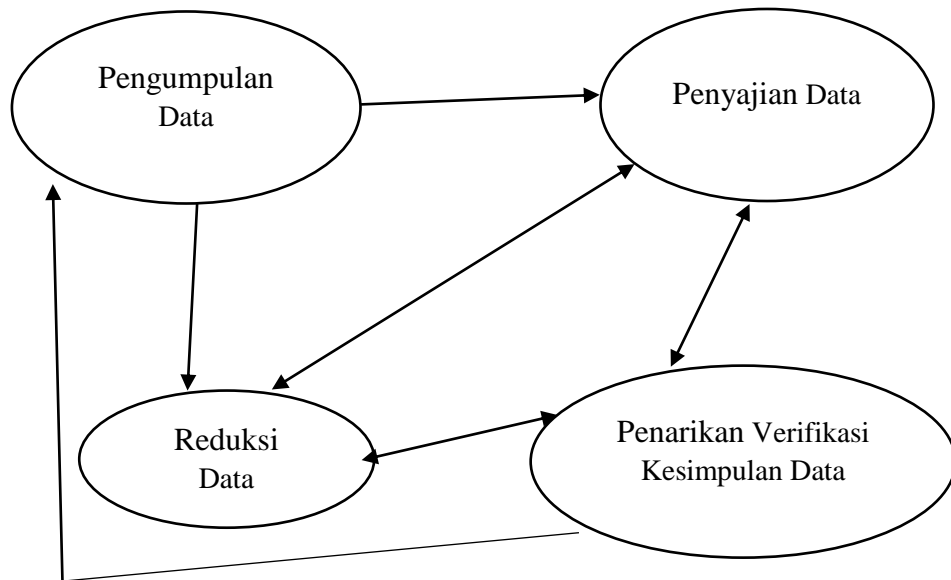 Pengumpulan
Data
Penyajian Data
Reduksi
Data
Penarikan Verifikasi
Kesimpulan Data